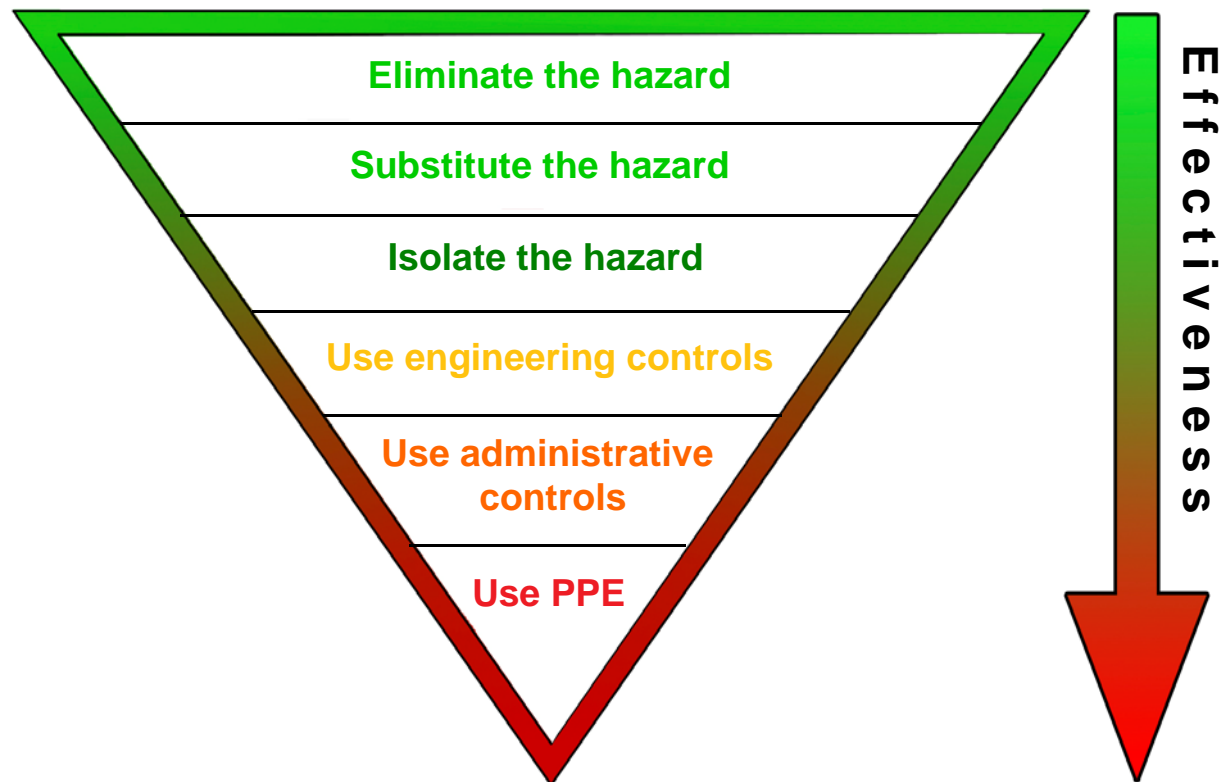 Eliminate the hazard
Substitute the hazard
Isolate the hazard
Use engineering controls
Use administrative
controls
Use PPE
Effectiveness